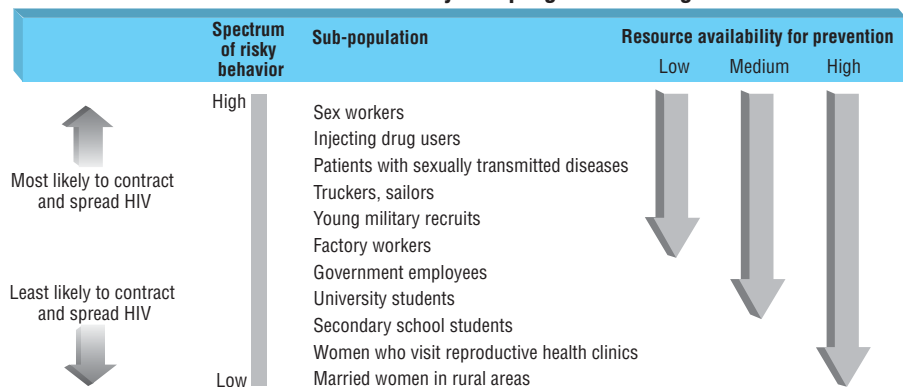 Spectrum
of risky
behavior
Sub-population
Resource availability for prevention
Low Medium High
High
Sex workers
Injecting drug users
Patients with sexually transmitted diseases
Truckers, sailors
Young military recruits
Factory workers
Government employees
University students
Secondary school students
Women who visit reproductive health clinics
Married women in rural areas
Low
Most likely to contract
and spread HIV
Least likely to contract
and spread HIV